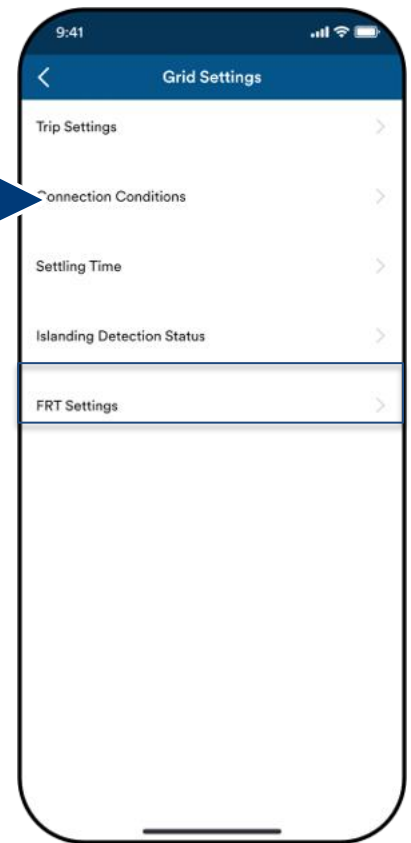 9:41
Grid Settings
Trip Settings
Connection Conditions
Settling Time
Islanding Detection Status
FRT Settings